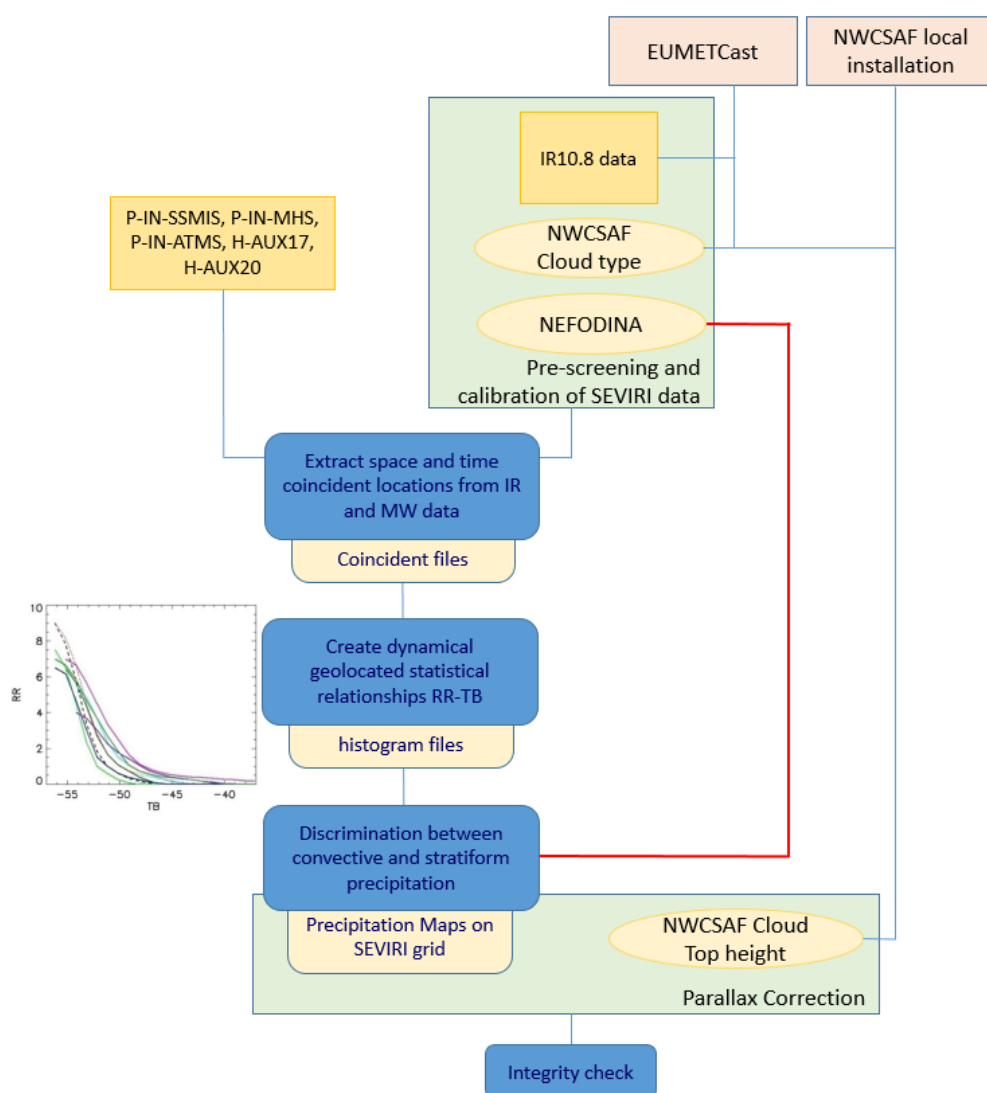 EUMETCast
NWCSAF local
installation
IR10.8 data
P-IN-SSMIS, P-IN-MHS,
P-IN-ATMS, H-AUX17,
H-AUX20
NWCSAF
Cloud type
NEFODINA
Pre-screening and
calibration of SEVIRI data
Extract space and time
coincident locations from IR
and MW data
Coincident files
Create dynamical
geolocated statistical
relationships RR-TB
histogram files
10
8
6
4
2
0
RR
-55
-50
-45
-40
TB
Discrimination between
convective and stratiform
precipitation
Precipitation Maps on
SEVIRI grid
NWCSAF Cloud
Top height
Parallax Correction
Integrity check